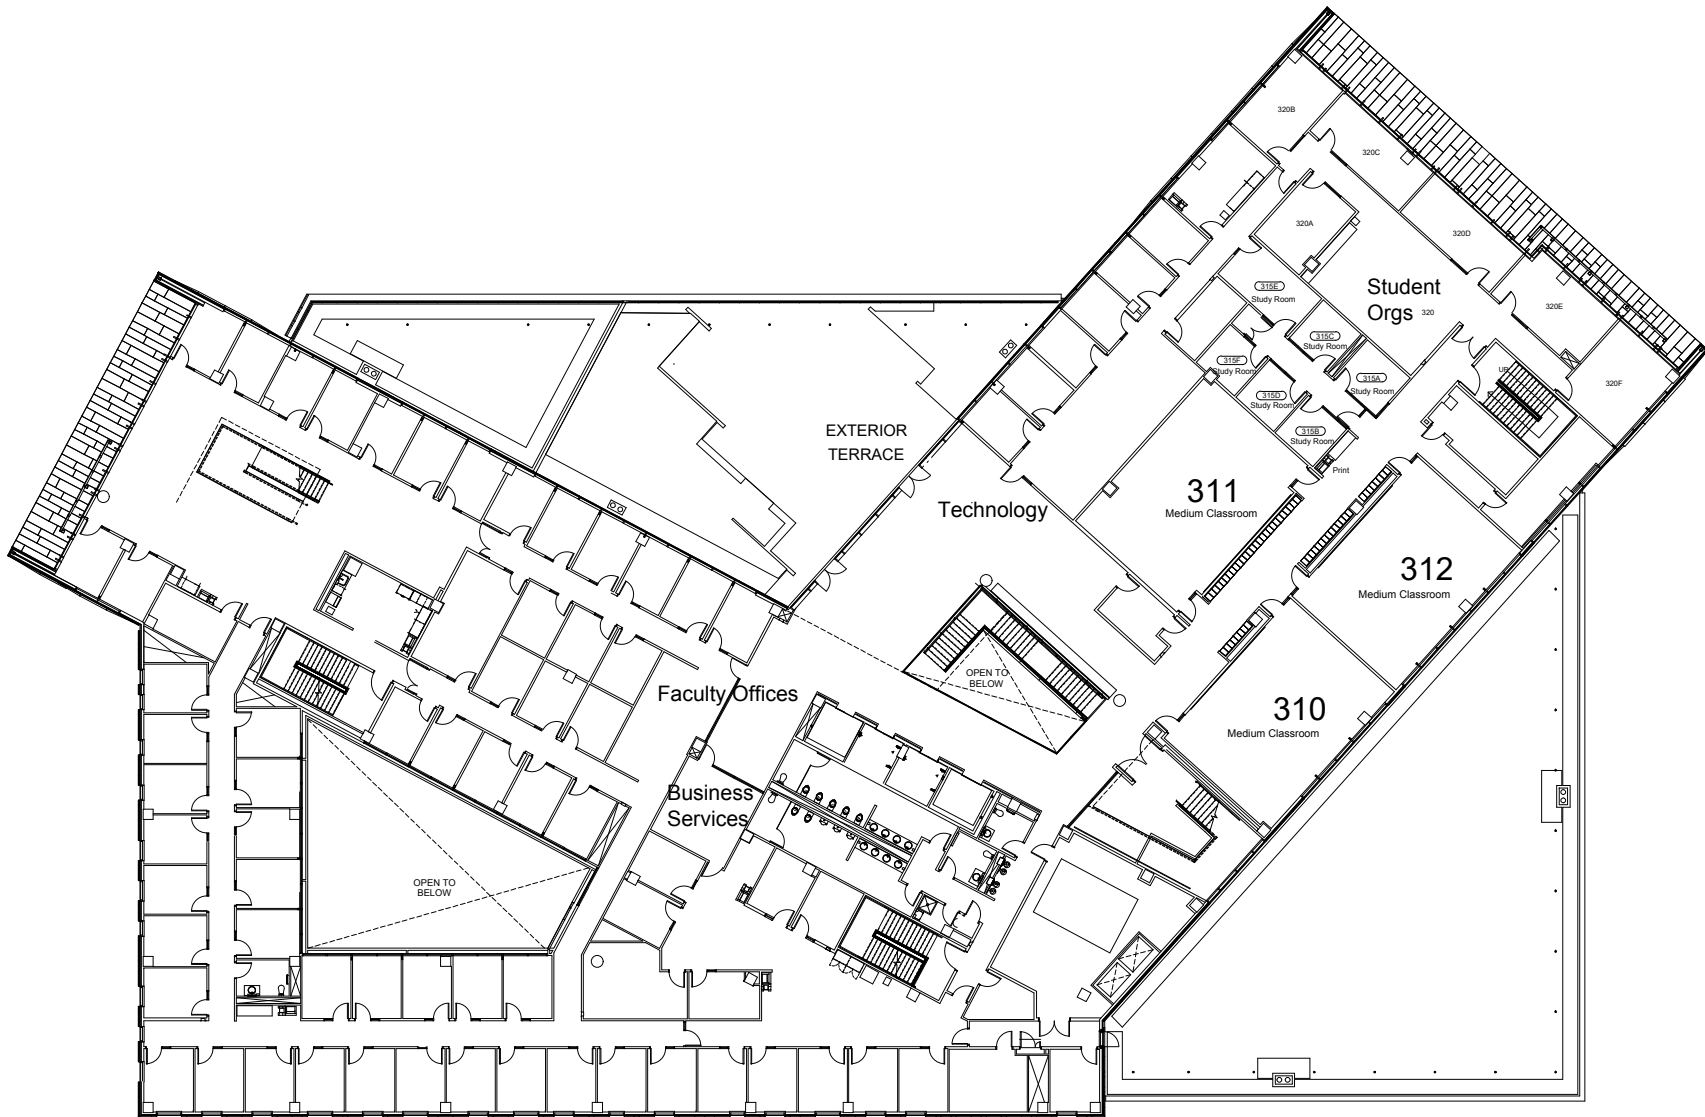 320B
320C
320A
320D
315E
Study Room
Student
Orgs
320
320E
315C
Study Room
315F
Study Room
315A
Study Room
UP
320F
315D
Study Room
315B
Study Room
Print
EXTERIOR
TERRACE
311
Medium Classroom
Technology
312
Medium Classroom
OPEN TO
BELOW
Faculty Offices
310
Medium Classroom
Business
Services
OPEN TO
BELOW